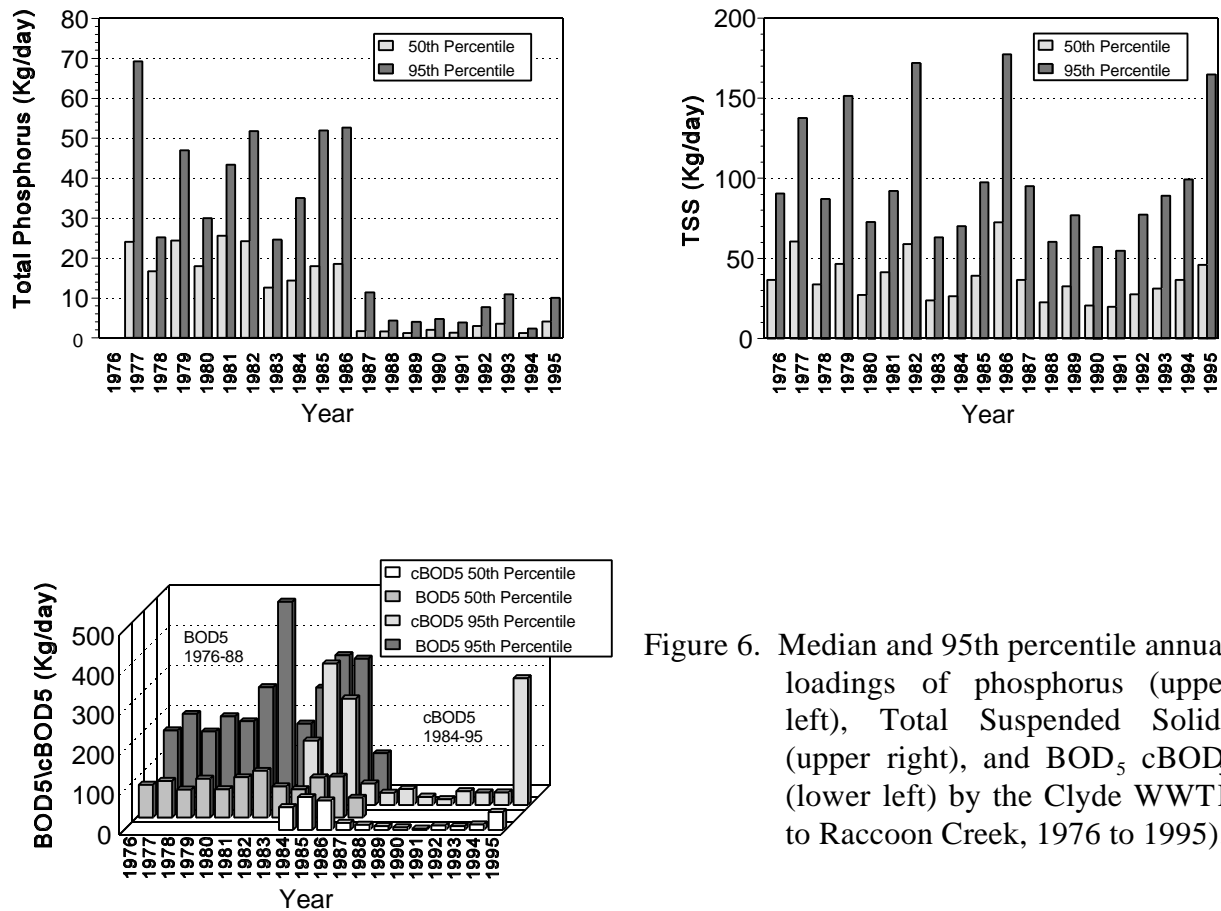 Total Phosphorus (Kg/day)
80
70
60
50
40
30
20
10
0
50th Percentile
95th Percentile
1976 1977 1978 1979 1980 1981 1982 1983 1984 1985 1986 1987 1988 1989 1990 1991 1992 1993 1994 1995
Year
TSS (Kg/day)
200
150
100
50
0
50th Percentile
95th Percentile
1976 1977 1978 1979 1980 1981 1982 1983 1984 1985 1986 1987 1988 1989 1990 1991 1992 1993 1994 1995
Year
BOD5\cBOD5 (Kg/day)
500
400
300
200
100
0
cBOD5 50th Percentile
BOD5 50th Percentile
cBOD5 95th Percentile
BOD5 95th Percentile
BOD5
1976-88
cBOD5
1984-95
1976 1977 1978 1979 1980 1981 1982 1983 1984 1985 1986 1987 1988 1989 1990 1991 1992 1993 1994 1995
Year
Figure 6. Median and 95th percentile annua
loadings of phosphorus (uppe
left), Total Suspended Solid
(upper right), and BOD5 cBOD
(lower left) by the Clyde WWT
to Raccoon Creek, 1976 to 1995)